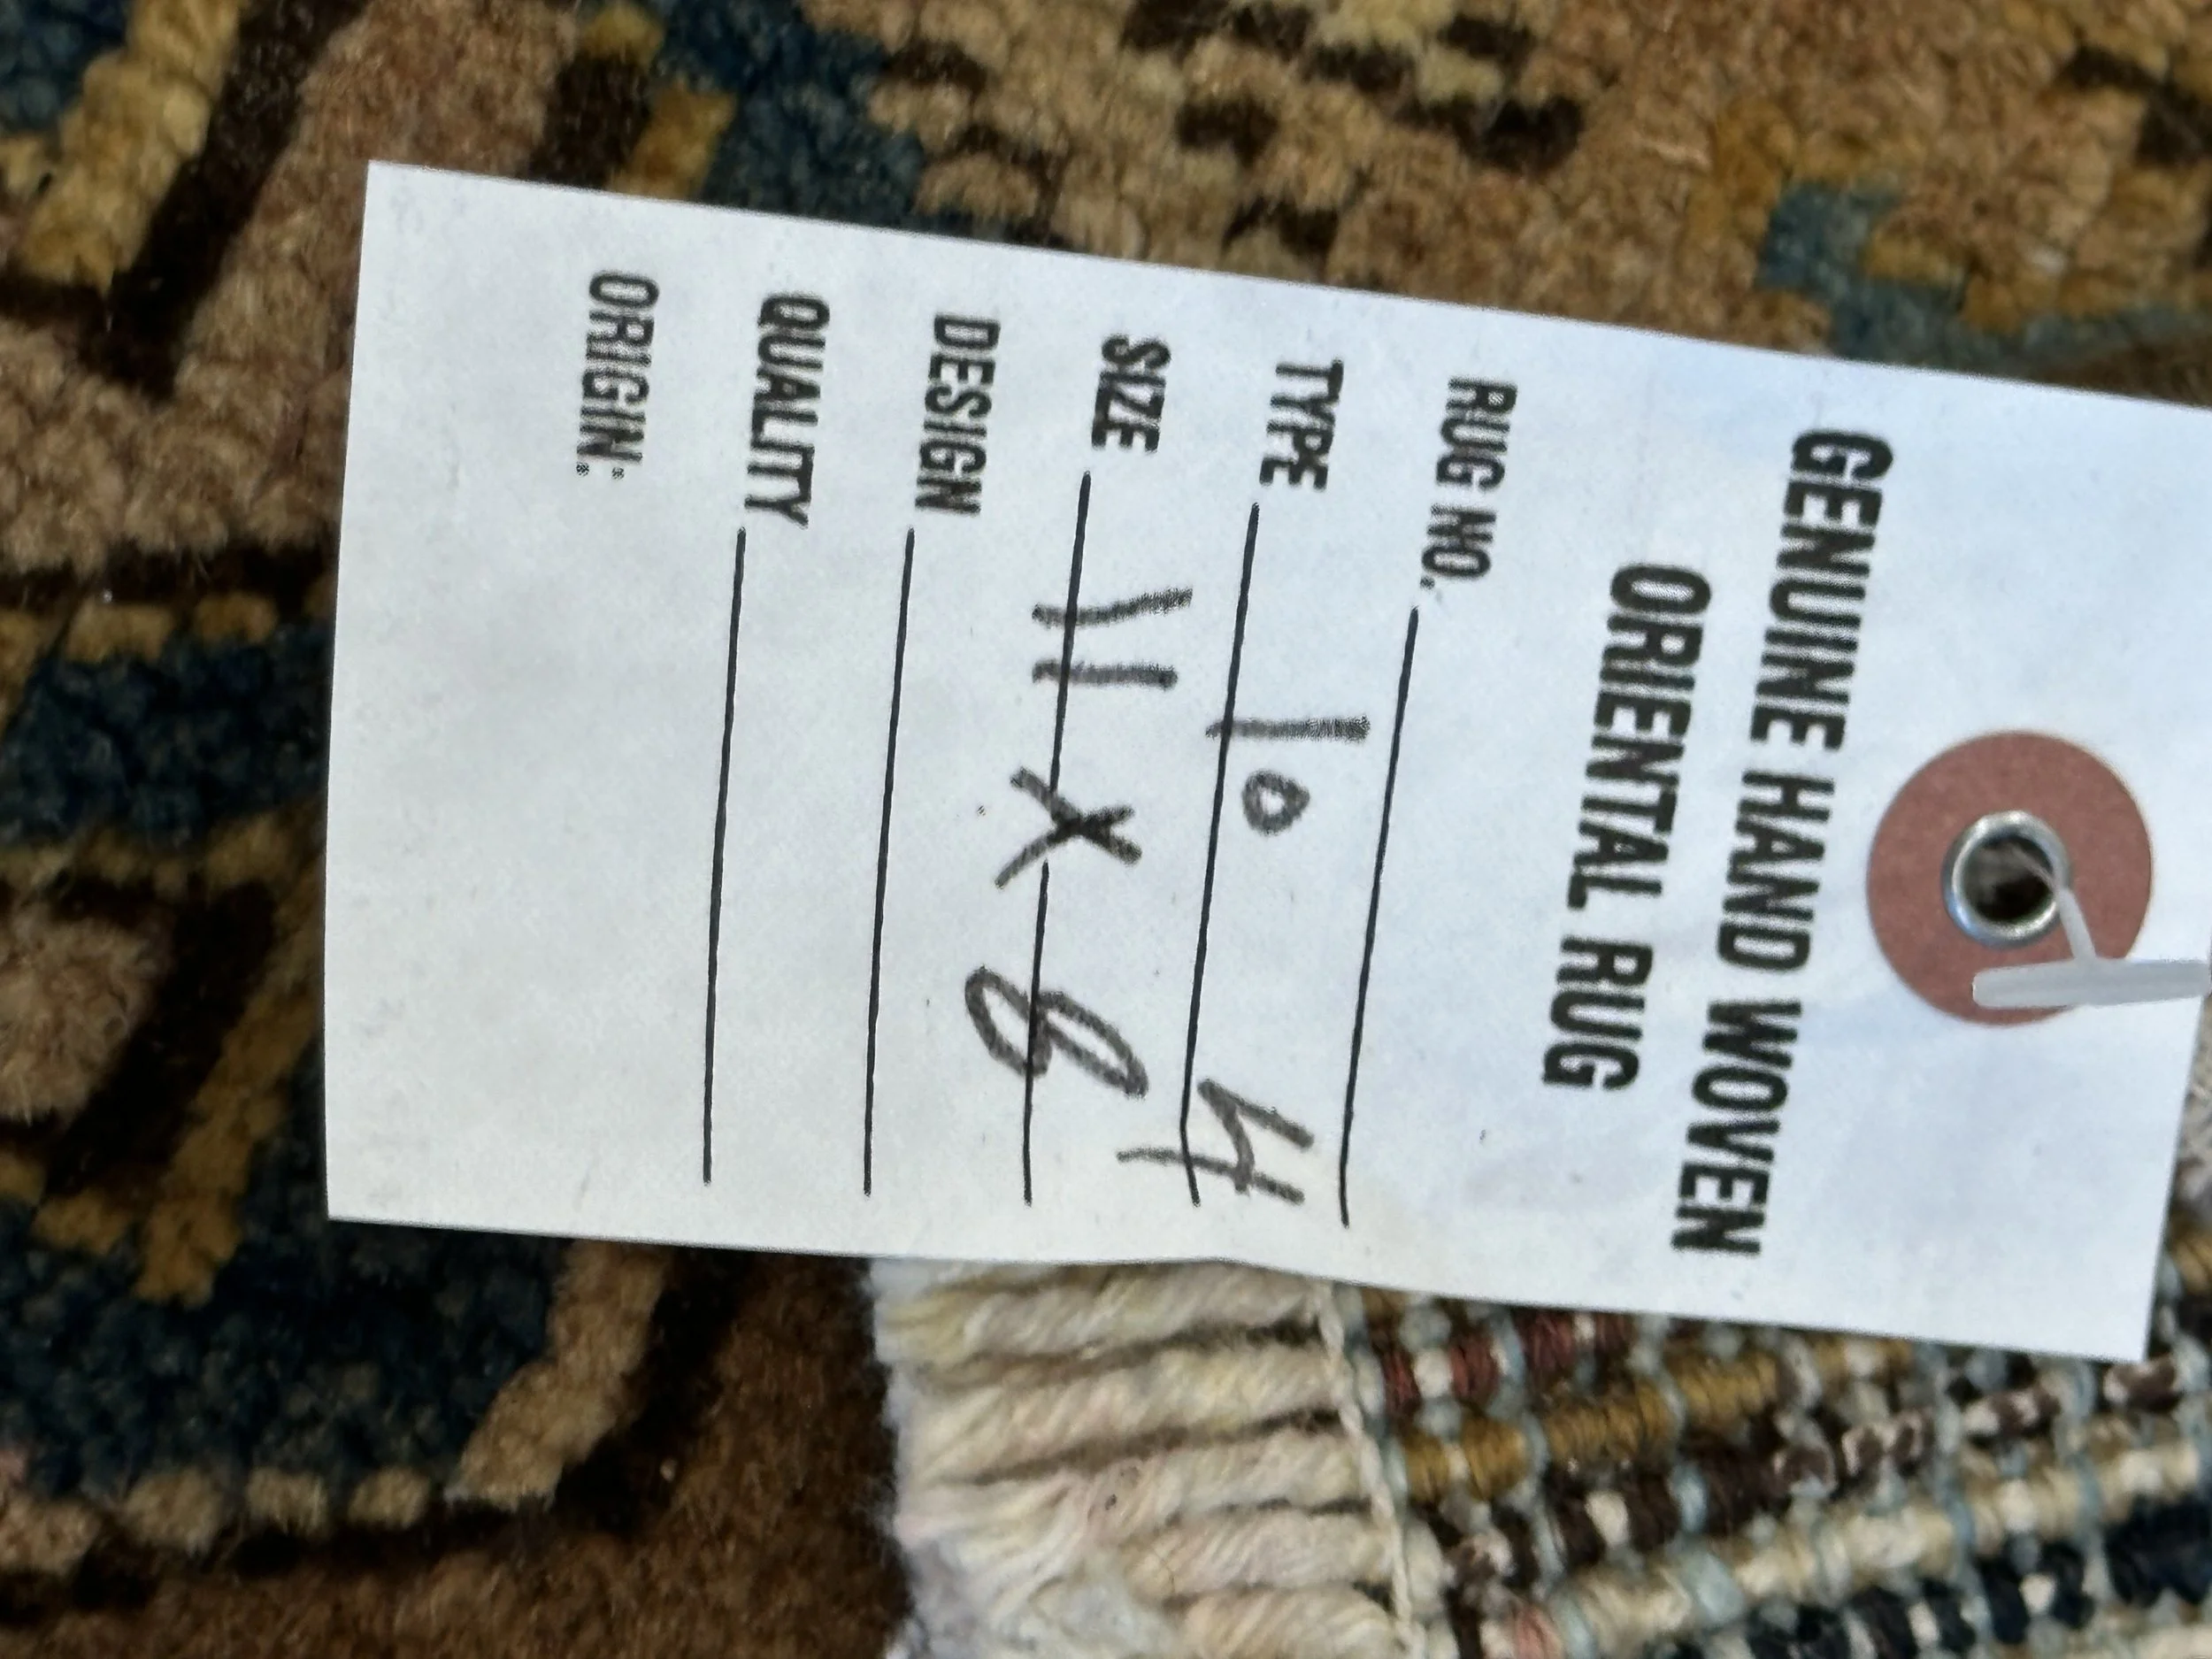 GENUINE HAND WOVEN
ORIENTAL RUG
RUG NO.
TYPE 10 4
SIZE 11 x 8
DESIGN
QUALITY
ORIGIN: